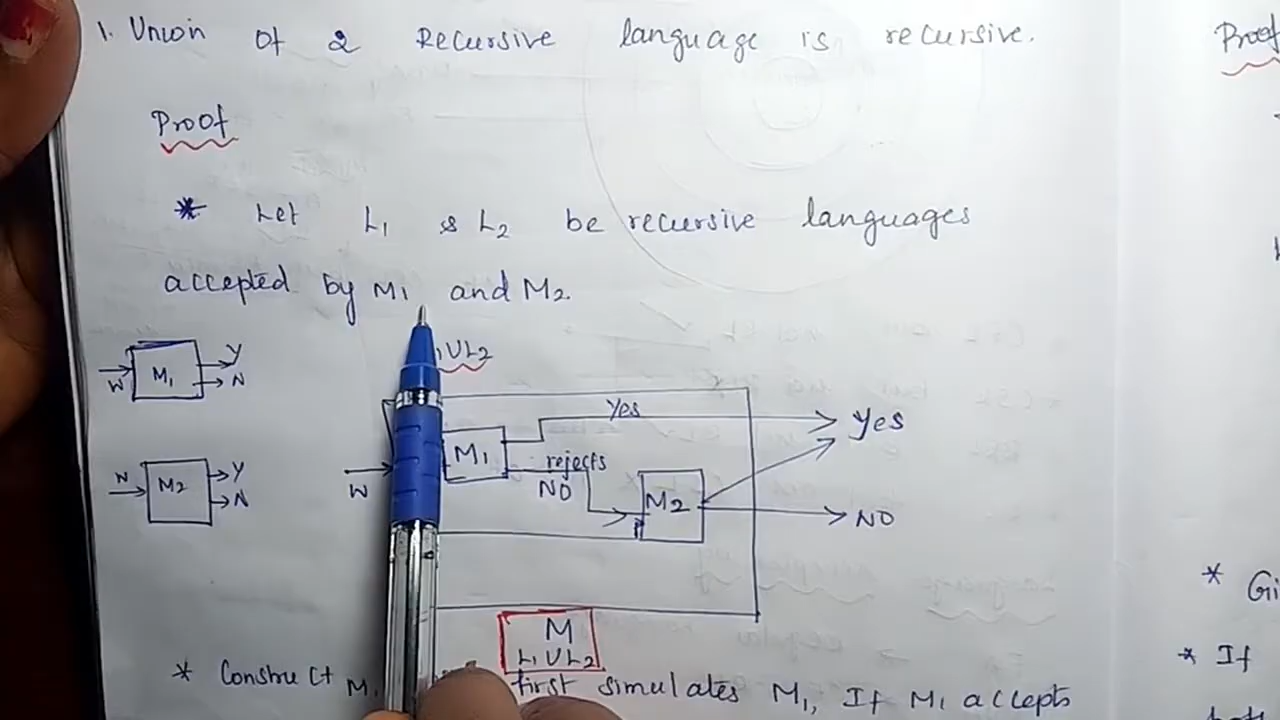 1. Union of 2 Recursive language is recursive.
Proof
* Let L1 & L2 be recursive languages
accepted by M1 and M2.
W M1 Y N
W M2 Y N
UL2
W M1 Yes rejects NO M2 Yes NO
M
L1 U L2
* Construct M. first simulates M1, If M1 accepts
Proof
* Gi
* If